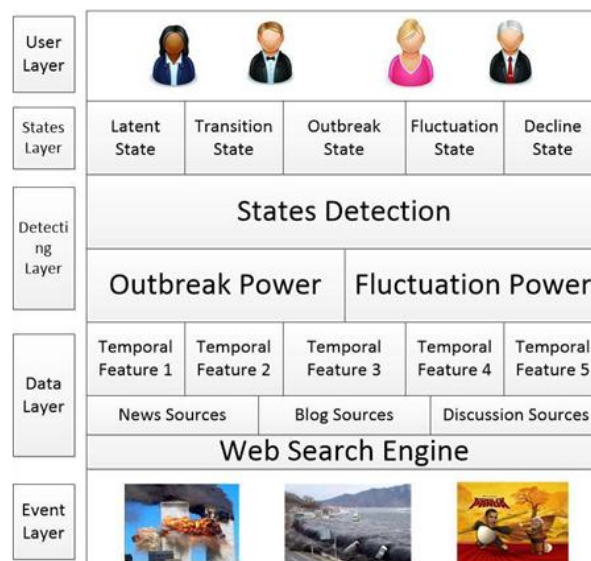 User
Layer
States
Layer
Latent
State
Transition
State
Outbreak
State
Fluctuation
State
Decline
State
Detecti
ng
Layer
States Detection
Outbreak Power
Fluctuation Power
Data
Layer
Temporal
Feature 1
Temporal
Feature 2
Temporal
Feature 3
Temporal
Feature 4
Temporal
Feature 5
News Sources
Blog Sources
Discussion Sources
Web Search Engine
Event
Layer